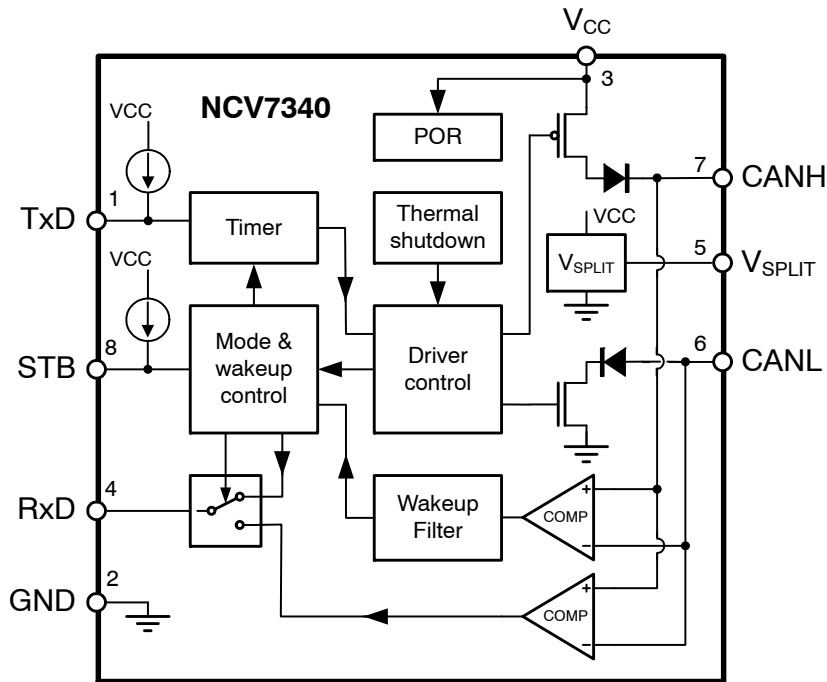 VCC
3
NCV7340
VCC
POR
1
TxD
Timer
Thermal
shutdown
7
CANH
VCC
VSPLIT
5
VSPLIT
VCC
8
STB
Mode &
wakeup
control
Driver
control
6
CANL
4
RxD
Wakeup
Filter
+
COMP
−
2
GND
+
COMP
−